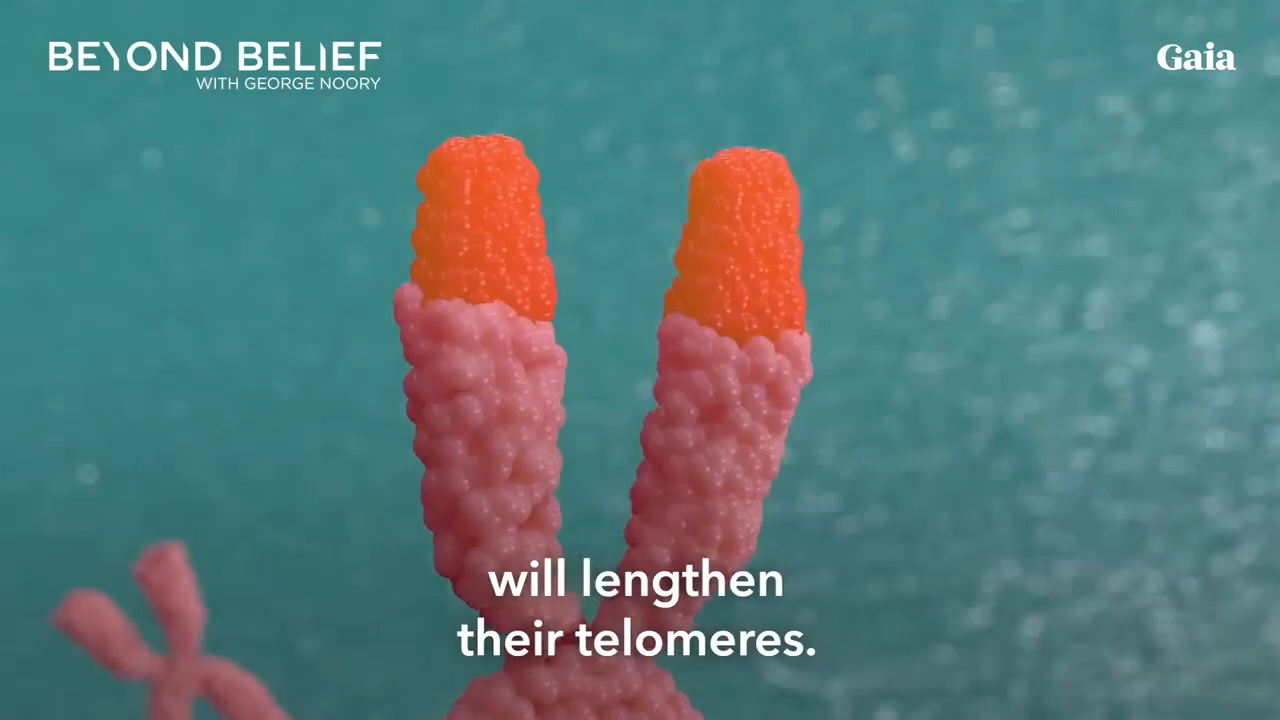 BEYOND BELIEF
WITH GEORGE NOORY
Gaia
will lengthen
their telomeres.